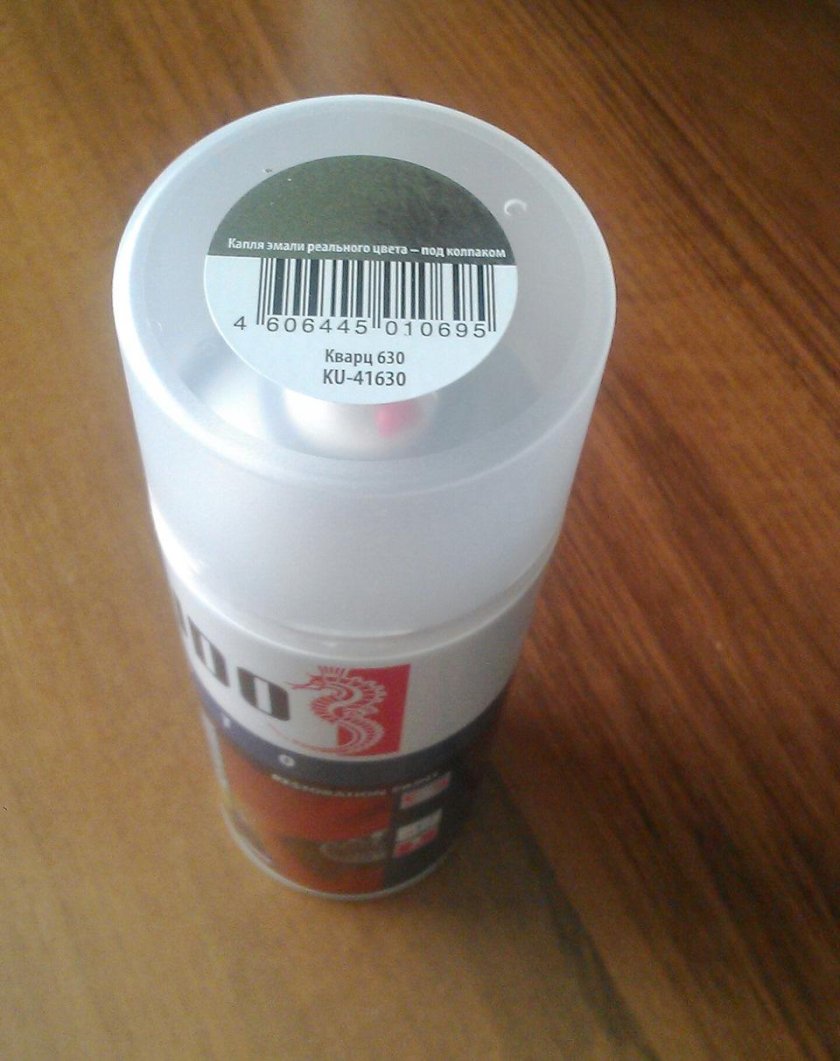 Капля эмали реального цвета – под колпаком
4 606445 010695
Кварц 630
KU-41630